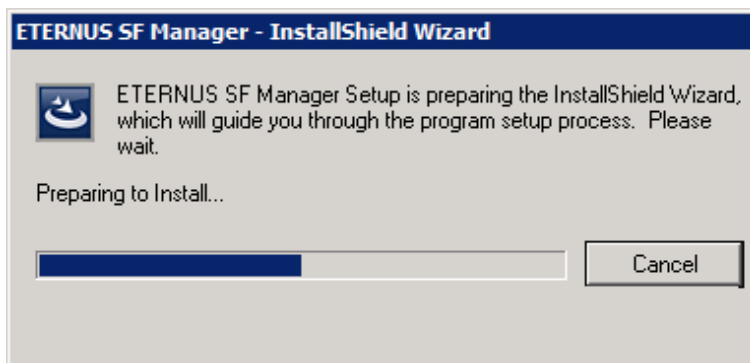 ETERNUS SF Manager - InstallShield Wizard
ETERNUS SF Manager Setup is preparing the InstallShield Wizard,
which will guide you through the program setup process.  Please
wait.
Preparing to Install...
Cancel